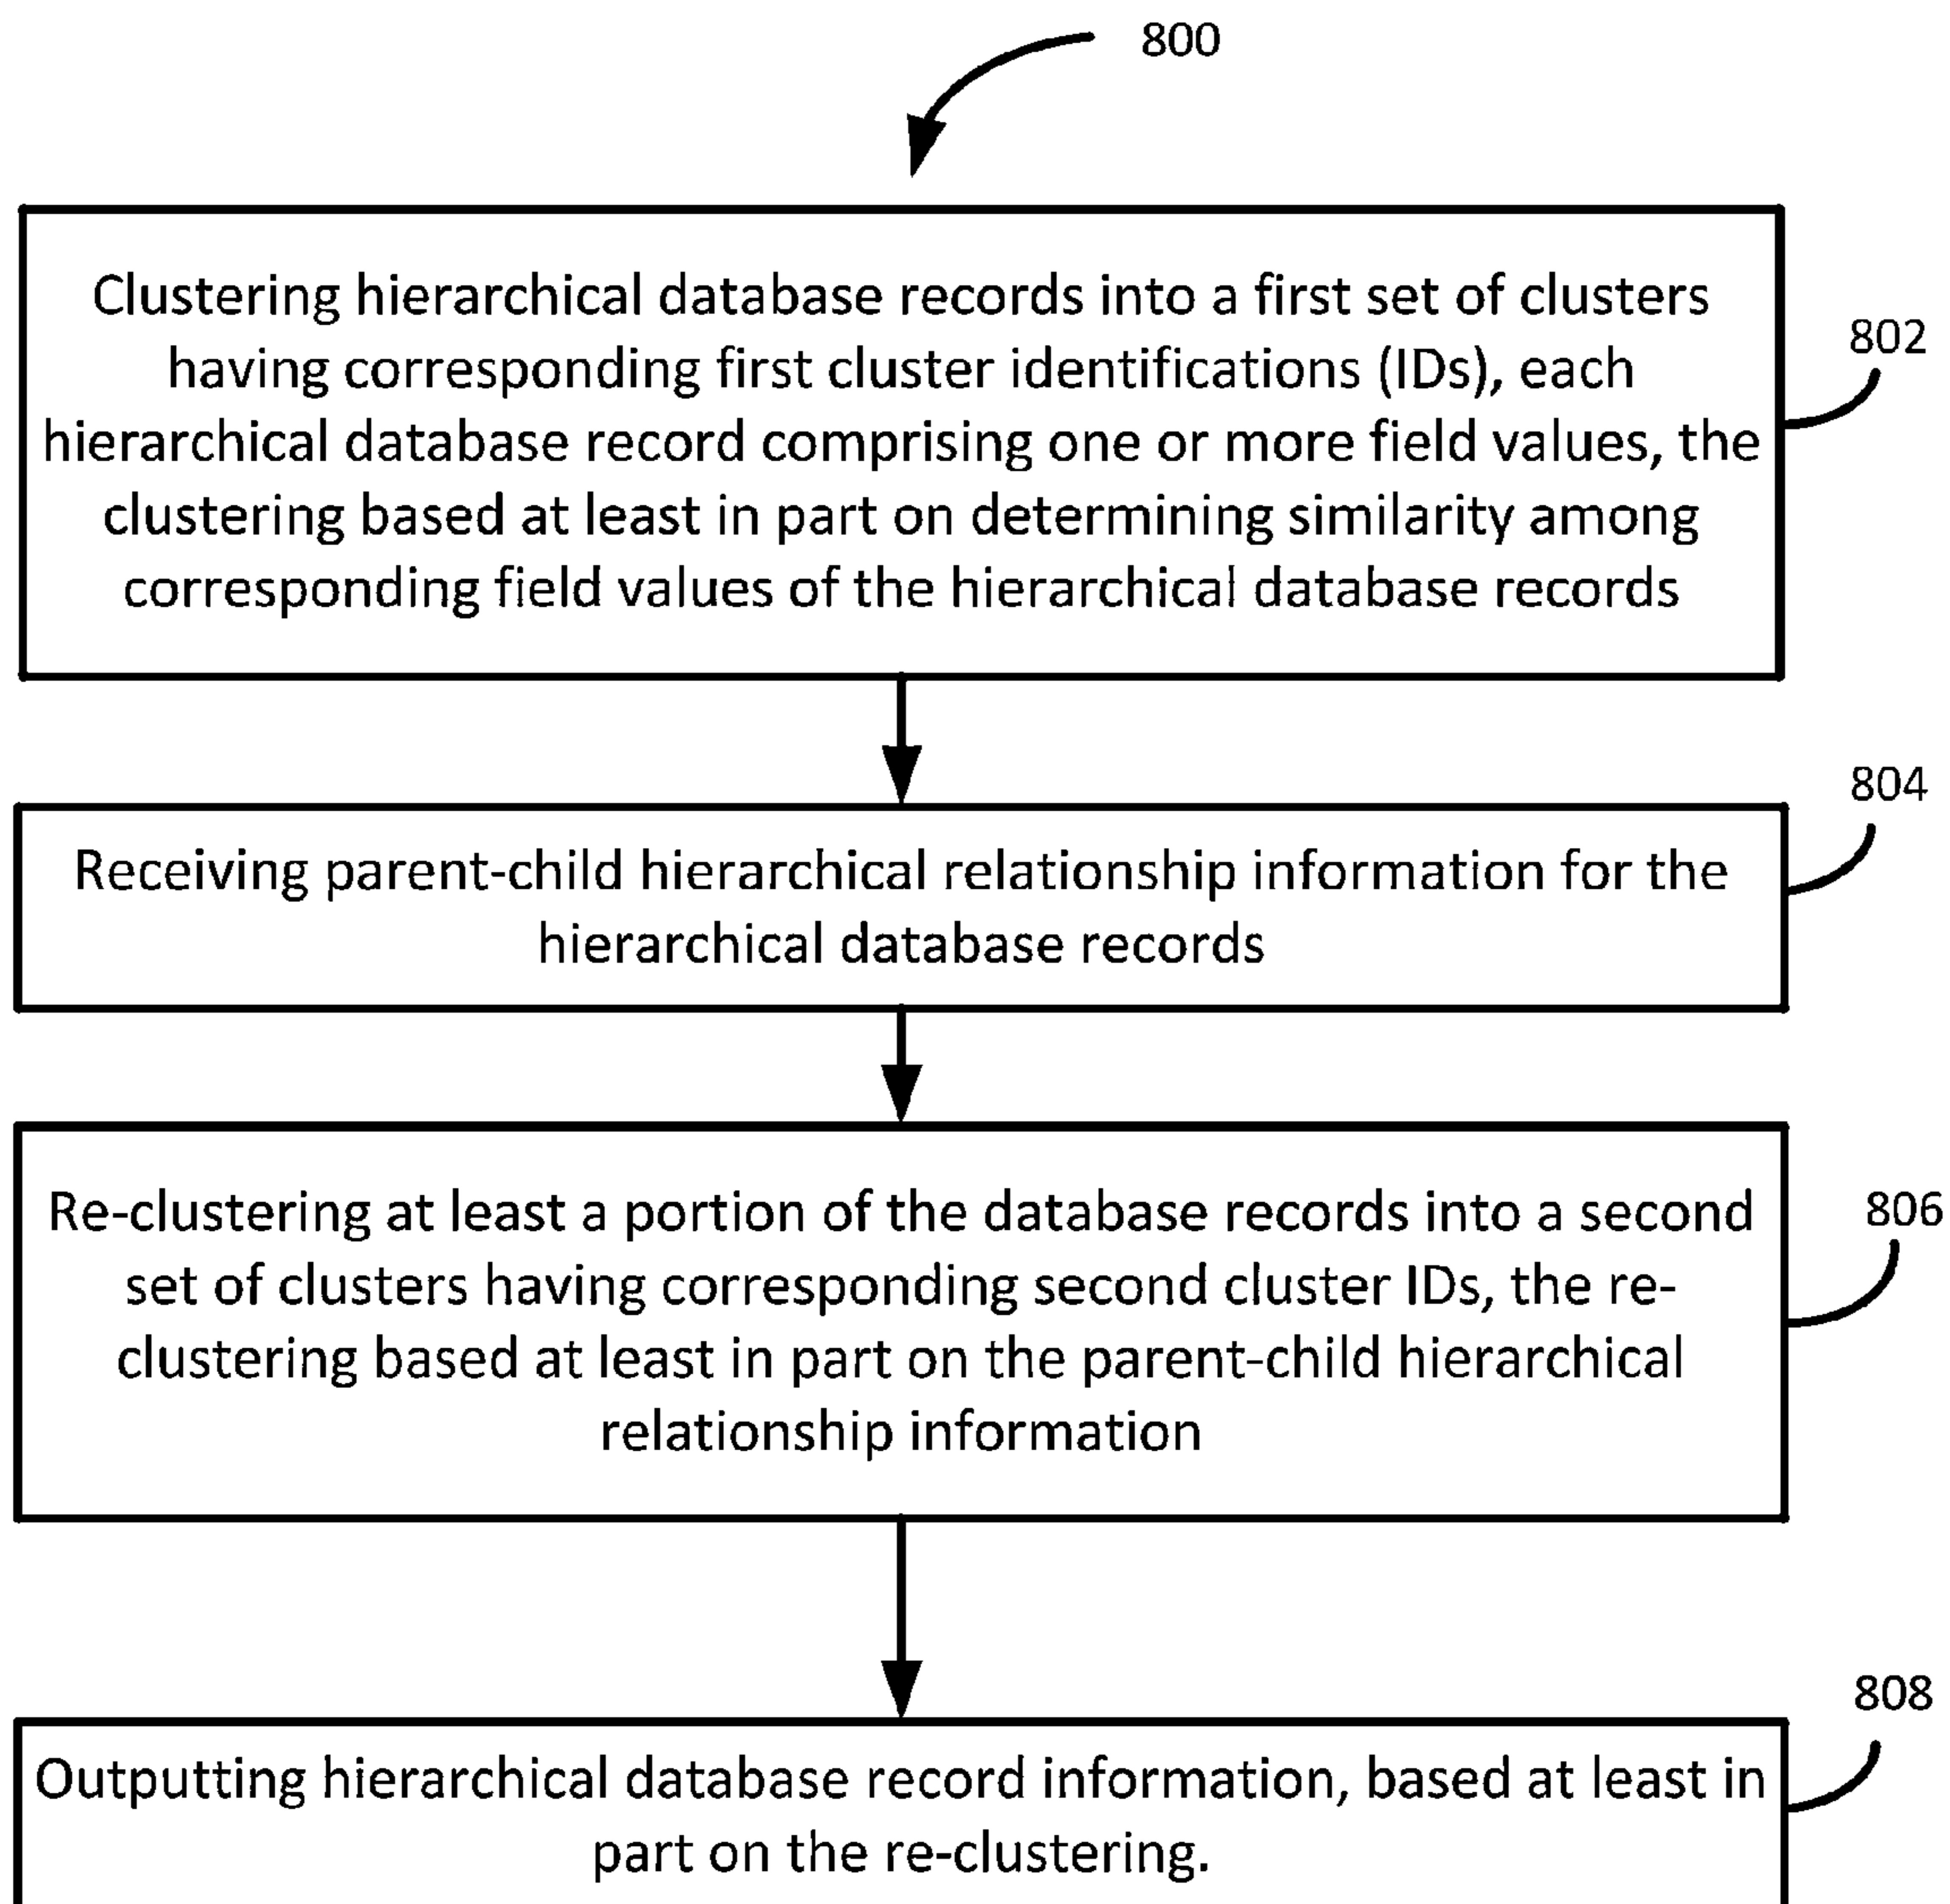 800
Clustering hierarchical database records into a first set of clusters
having corresponding first cluster identifications (IDs), each
hierarchical database record comprising one or more field values, the
clustering based at least in part on determining similarity among
corresponding field values of the hierarchical database records
802
804
Receiving parent-child hierarchical relationship information for the
hierarchical database records
Re-clustering at least a portion of the database records into a second
set of clusters having corresponding second cluster IDs, the re-
clustering based at least in part on the parent-child hierarchical
relationship information
806
808
Outputting hierarchical database record information, based at least in
part on the re-clustering.